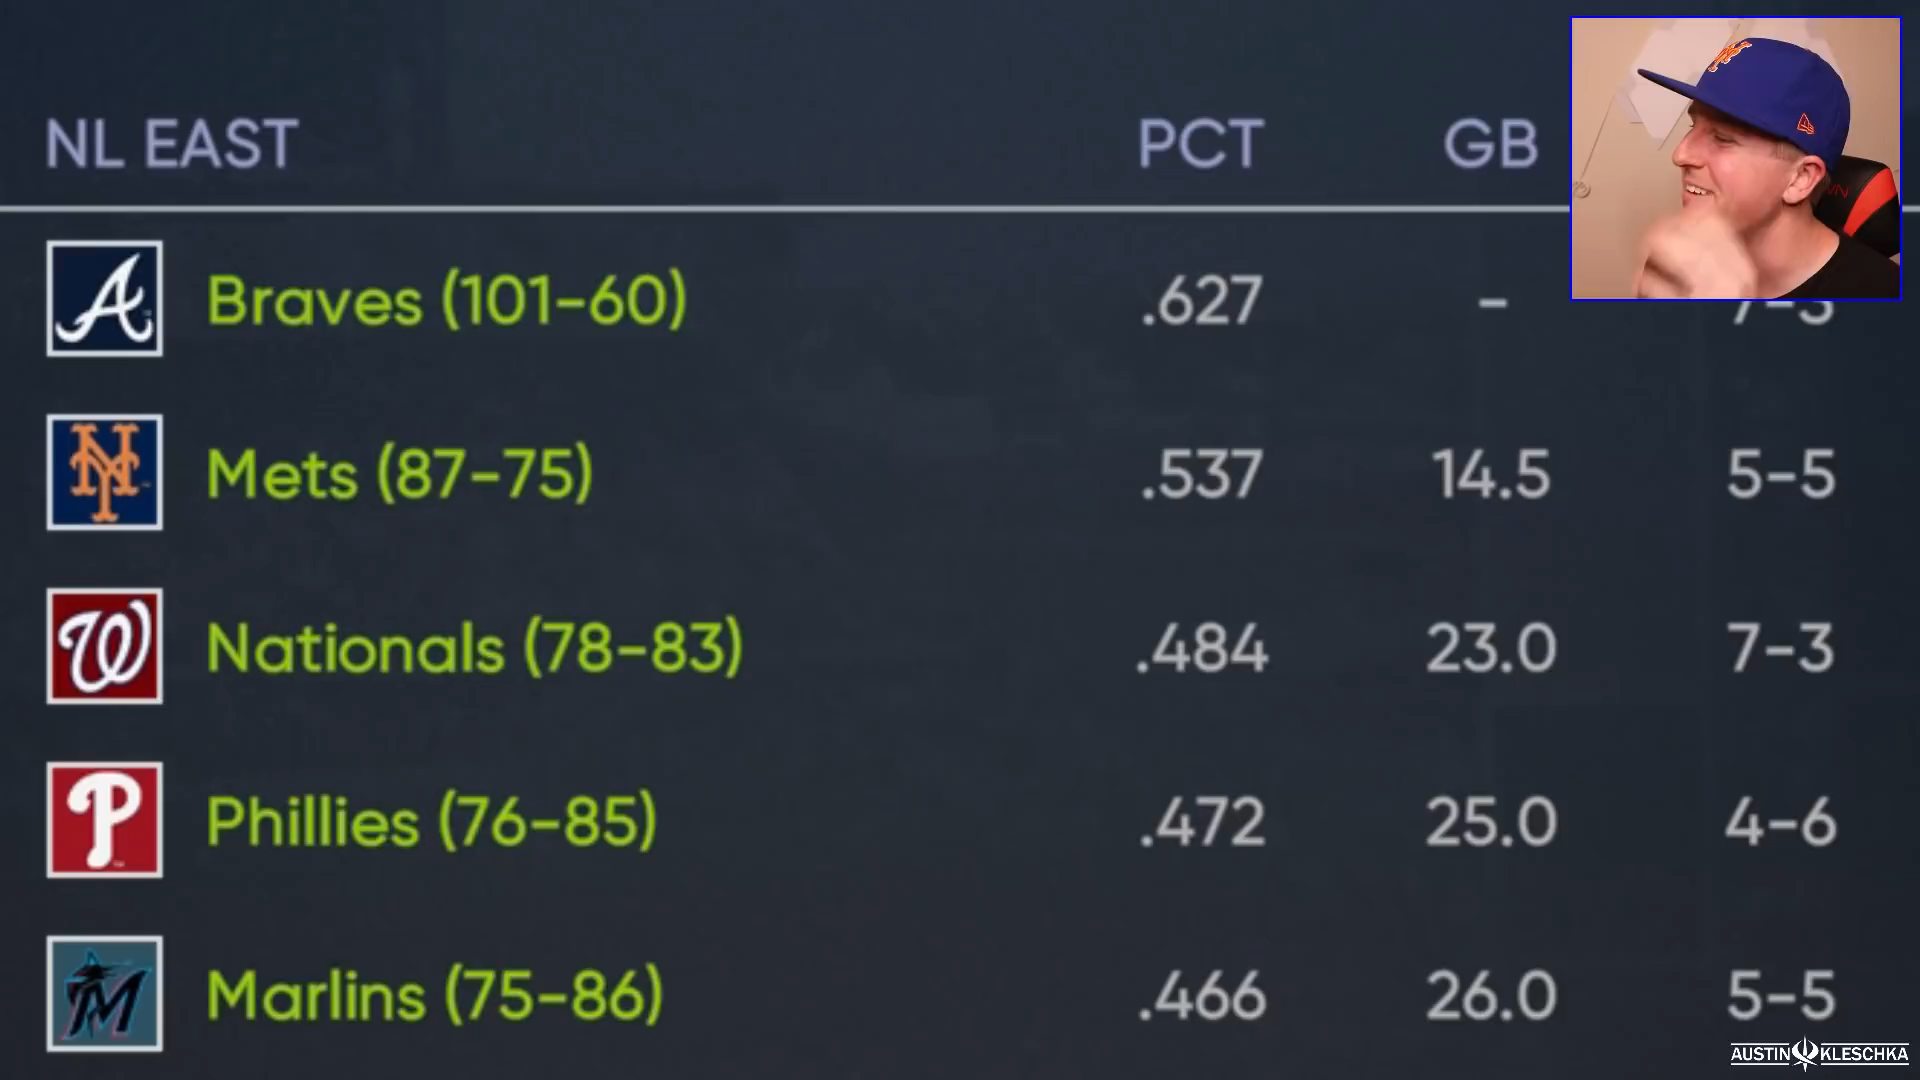 NL EAST PCT GB
Braves (101-60) .627 - 7-3
Mets (87-75) .537 14.5 5-5
Nationals (78-83) .484 23.0 7-3
Phillies (76-85) .472 25.0 4-6
Marlins (75-86) .466 26.0 5-5
AUSTIN KLESCHKA